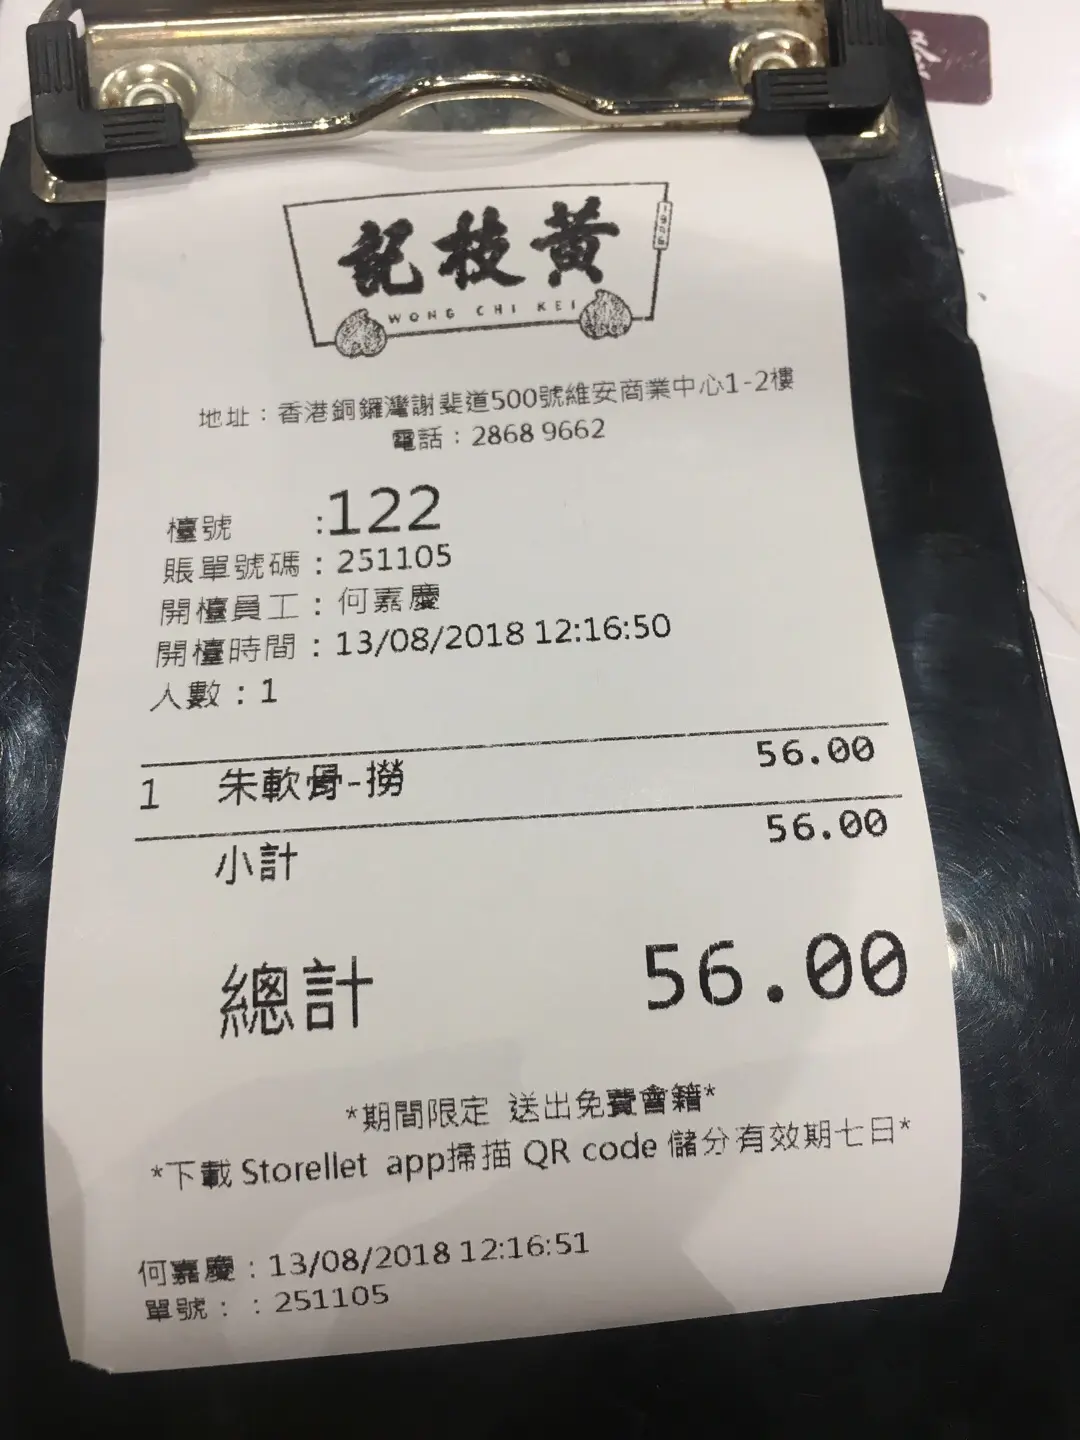 黃枝記
1946
WONG CHI KEI
地址：香港銅鑼灣謝斐道500號維安商業中心1-2樓
電話：2868 9662
檯號 :122
賬單號碼：251105
開檯員工：何嘉慶
開檯時間：13/08/2018 12:16:50
人數：1
1 朱軟骨-撈 56.00
小計 56.00
總計 56.00
*期間限定 送出免費會籍*
*下載 Storellet app掃描 QR code 儲分有效期七日*
何嘉慶：13/08/2018 12:16:51
單號：：251105